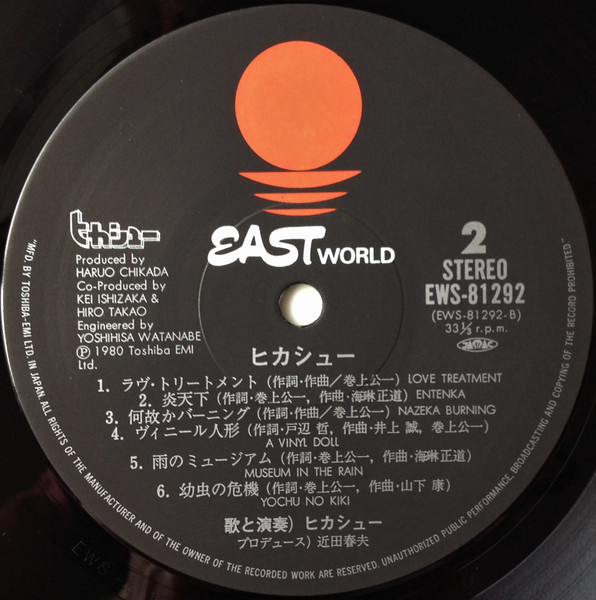 EAST WORLD
ヒカシュー
Produced by
HARUO CHIKADA
Co-Produced by
KEI ISHIZAKA &
HIRO TAKAO
Engineered by
YOSHIHISA WATANABE
Ⓟ 1980 Toshiba EMI
Ltd.
2
STEREO
EWS-81292
(EWS-81292-B)
33⅓ r.p.m.
JASRAC
ヒカシュー
1. ラヴ・トリートメント (作詞・作曲/巻上公一) LOVE TREATMENT
2. 炎天下 (作詞・巻上公一, 作曲・海琳正道) ENTENKA
3. 何故かバーニング (作詞・作曲/巻上公一) NAZEKA BURNING
4. ヴィニール人形 (作詞・戸辺 哲, 作曲・井上 誠, 巻上公一)
A VINYL DOLL
5. 雨のミュージアム (作詞・巻上公一, 作曲・海琳正道)
MUSEUM IN THE RAIN
6. 幼虫の危機 (作詞・巻上公一, 作曲・山下 康)
YOCHU NO KIKI
歌と演奏) ヒカシュー
プロデュース) 近田春夫
"MFD. BY TOSHIBA-EMI LTD. IN JAPAN. ALL RIGHTS OF THE MANUFACTURER AND OF THE OWNER OF THE RECORDED WORK ARE RESERVED. UNAUTHORIZED PUBLIC PERFORMANCE, BROADCASTING AND COPYING OF THE RECORD PROHIBITED"